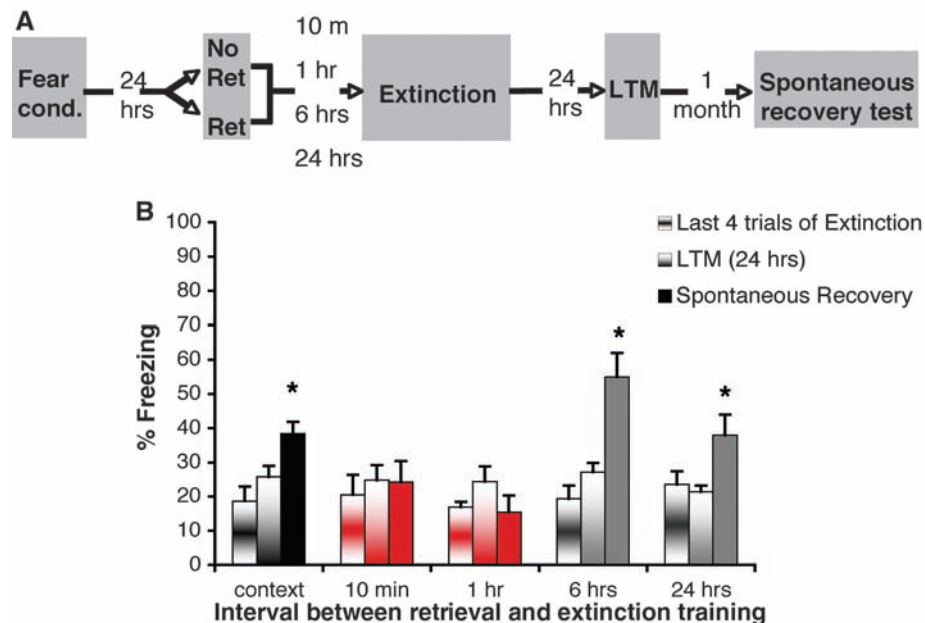 A
Fear
cond.
24
hrs
No
Ret
Ret
10 m
1 hr
6 hrs
24 hrs
Extinction
24
hrs
LTM
1
month
Spontaneous
recovery test
B
% Freezing
100
90
80
70
60
50
40
30
20
10
0
Last 4 trials of Extinction
LTM (24 hrs)
Spontaneous Recovery
*
*
*
context 10 min 1 hr 6 hrs 24 hrs
Interval between retrieval and extinction training